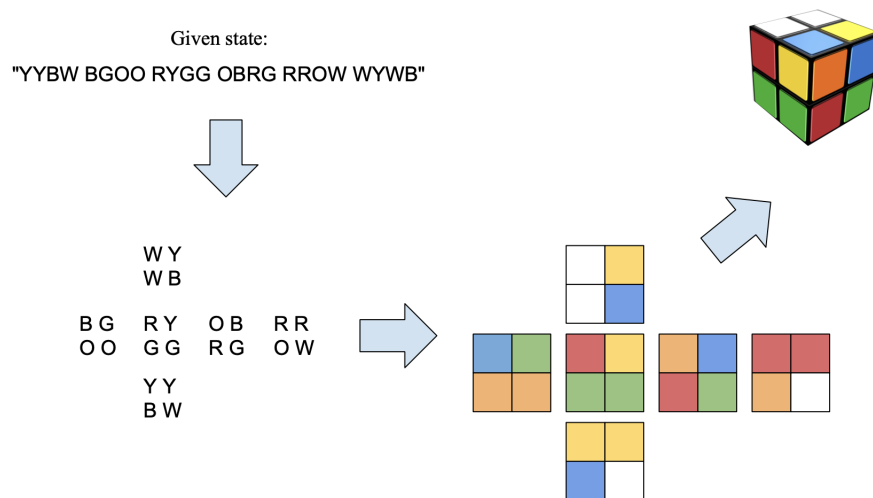 Given state:
"YYBW BGOO RYGG OBRG RROW WYWB"
W Y
W B
B G R Y O B R R
O O G G R G O W
Y Y
B W